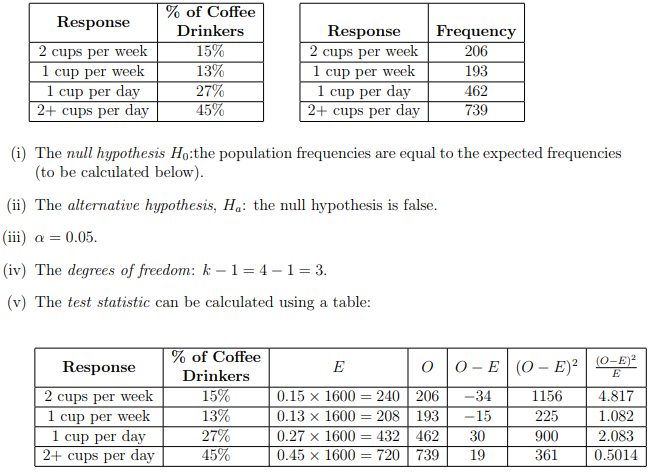 Response % of Coffee Drinkers
2 cups per week 15%
1 cup per week 13%
1 cup per day 27%
2+ cups per day 45%
Response Frequency
2 cups per week 206
1 cup per week 193
1 cup per day 462
2+ cups per day 739
(i) The null hypothesis H₀:the population frequencies are equal to the expected frequencies
(to be calculated below).
(ii) The alternative hypothesis, Hₐ: the null hypothesis is false.
(iii) α = 0.05.
(iv) The degrees of freedom: k − 1 = 4 − 1 = 3.
(v) The test statistic can be calculated using a table:
Response % of Coffee Drinkers E O O − E (O − E)² (O−E)²/E
2 cups per week 15% 0.15 × 1600 = 240 206 −34 1156 4.817
1 cup per week 13% 0.13 × 1600 = 208 193 −15 225 1.082
1 cup per day 27% 0.27 × 1600 = 432 462 30 900 2.083
2+ cups per day 45% 0.45 × 1600 = 720 739 19 361 0.5014